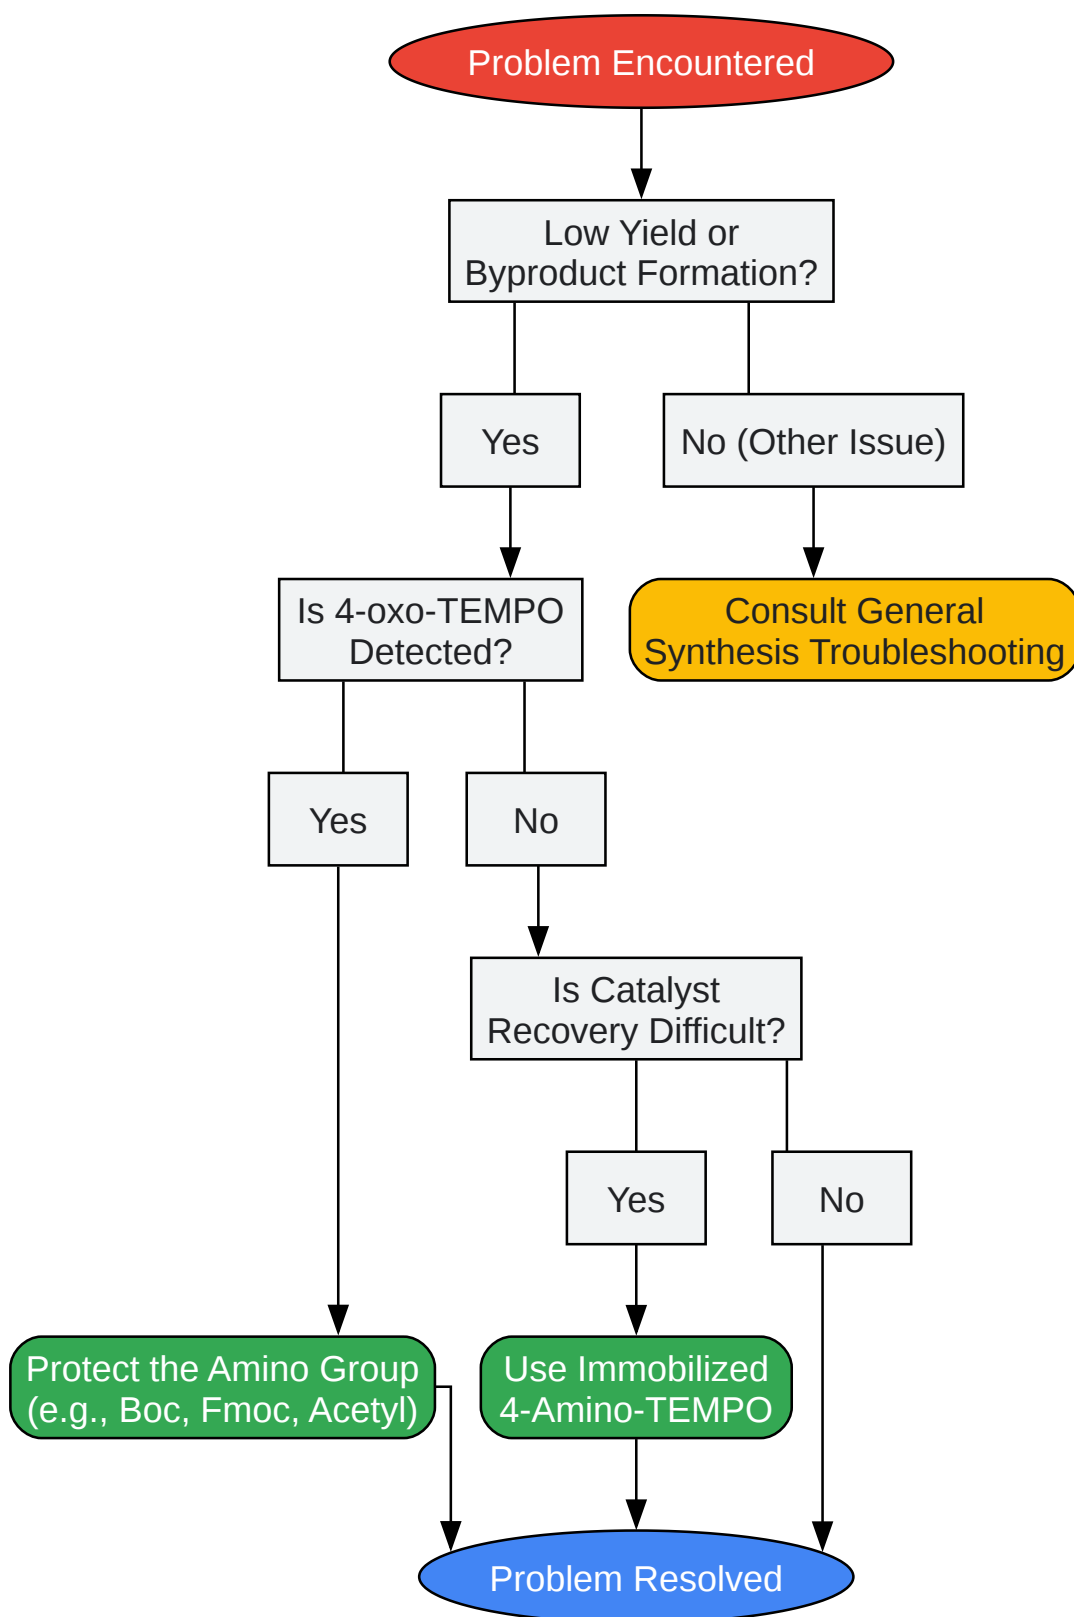 Problem Encountered
Low Yield or
Byproduct Formation?
Yes
No (Other Issue)
Is 4-oxo-TEMPO
Detected?
Consult General
Synthesis Troubleshooting
Yes
No
Is Catalyst
Recovery Difficult?
Yes
No
Protect the Amino Group
(e.g., Boc, Fmoc, Acetyl)
Use Immobilized
4-Amino-TEMPO
Problem Resolved